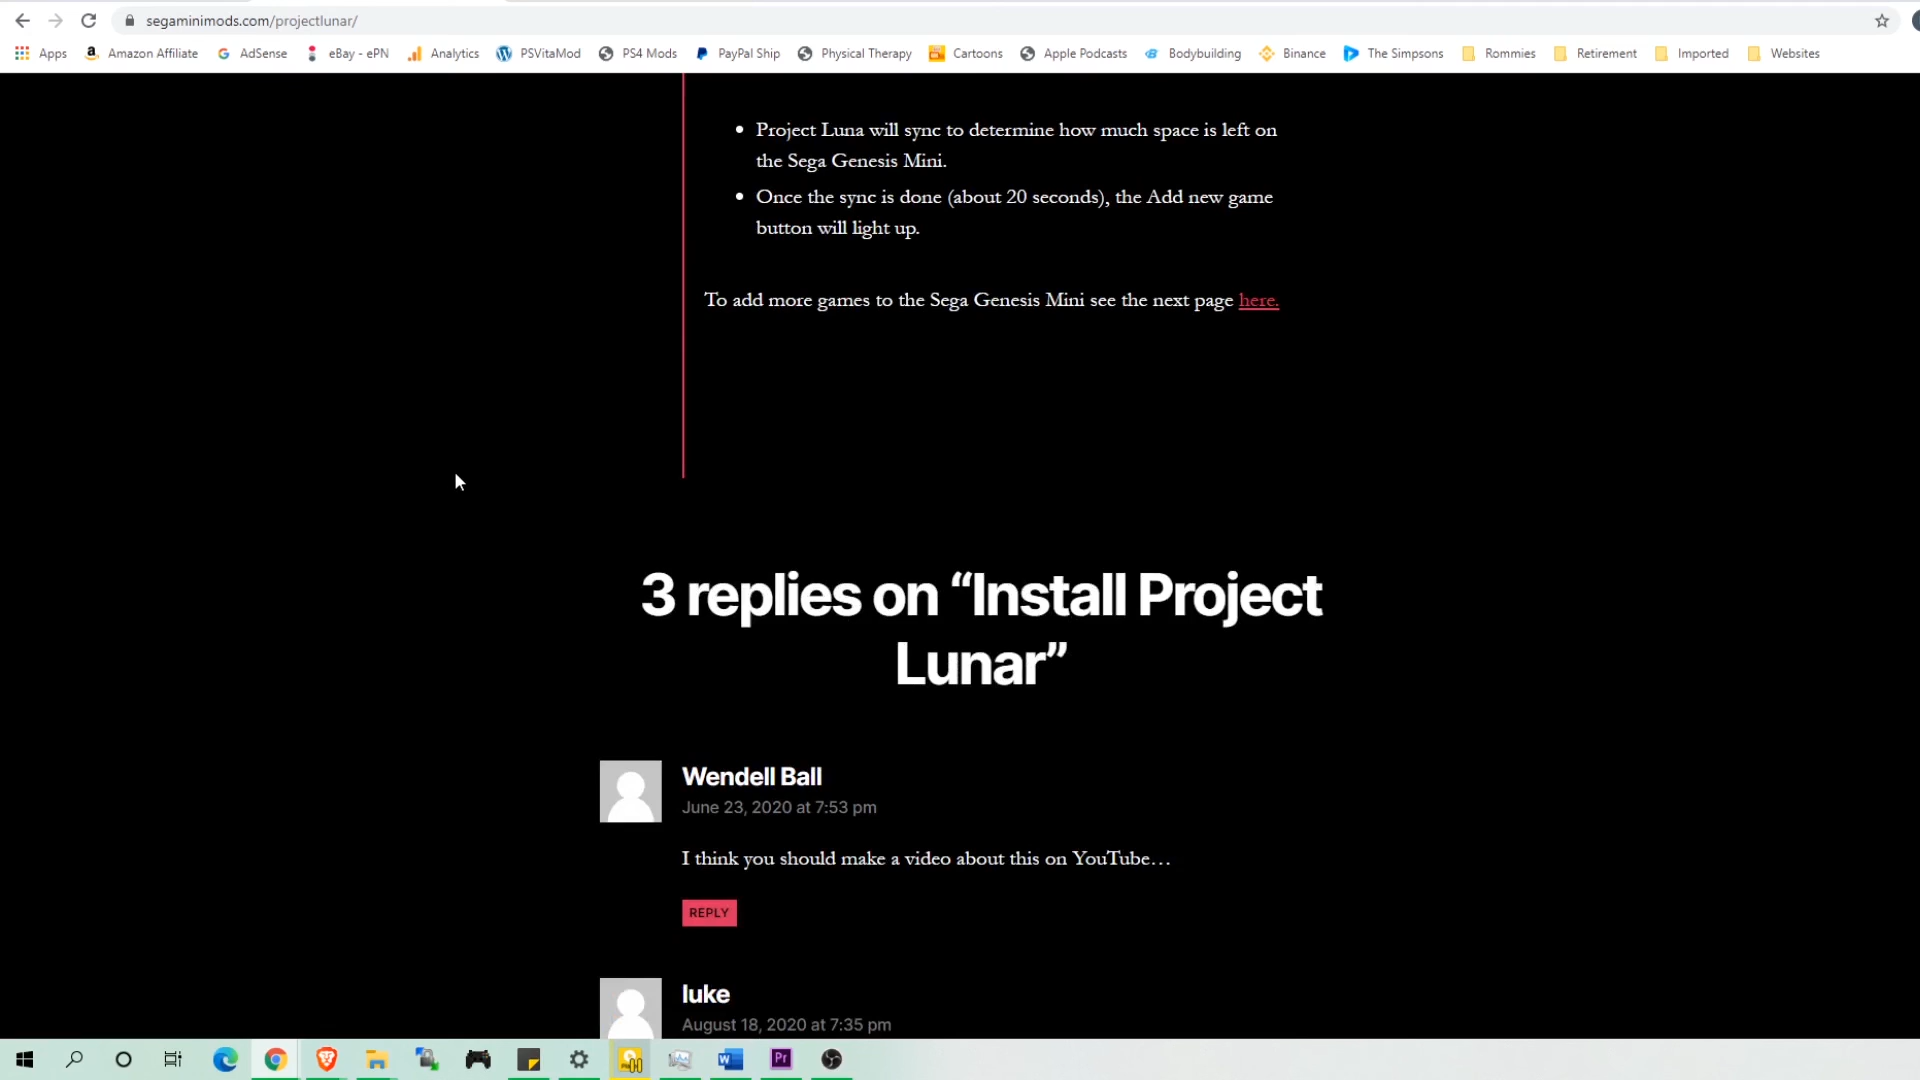 segaminimods.com/projectlunar/
Apps Amazon Affiliate AdSense eBay - ePN Analytics PSVitaMod PS4 Mods PayPal Ship Physical Therapy Cartoons Apple Podcasts Bodybuilding Binance The Simpsons Rommies Retirement Imported Websites
Project Luna will sync to determine how much space is left on
the Sega Genesis Mini.
Once the sync is done (about 20 seconds), the Add new game
button will light up.
To add more games to the Sega Genesis Mini see the next page here.
3 replies on “Install Project
Lunar”
Wendell Ball
June 23, 2020 at 7:53 pm
I think you should make a video about this on YouTube…
REPLY
luke
August 18, 2020 at 7:35 pm